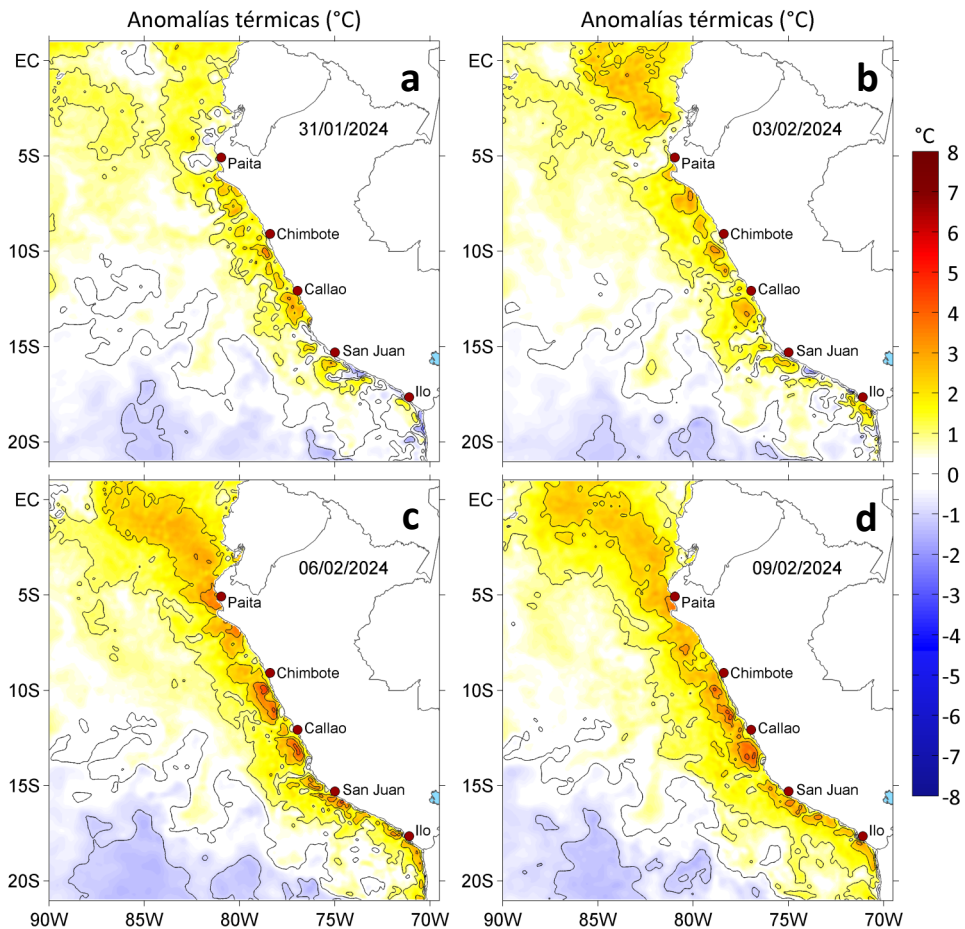 Anomalías térmicas (°C)
Anomalías térmicas (°C)
EC
5S
10S
15S
20S
a
31/01/2024
Paita
Chimbote
Callao
San Juan
Ilo
EC
5S
10S
15S
20S
b
03/02/2024
Paita
Chimbote
Callao
San Juan
Ilo
EC
5S
10S
15S
20S
c
06/02/2024
Paita
Chimbote
Callao
San Juan
Ilo
90W 85W 80W 75W 70W
EC
5S
10S
15S
20S
d
09/02/2024
Paita
Chimbote
Callao
San Juan
Ilo
90W 85W 80W 75W 70W
°C
8
7
6
5
4
3
2
1
0
-1
-2
-3
-4
-5
-6
-7
-8